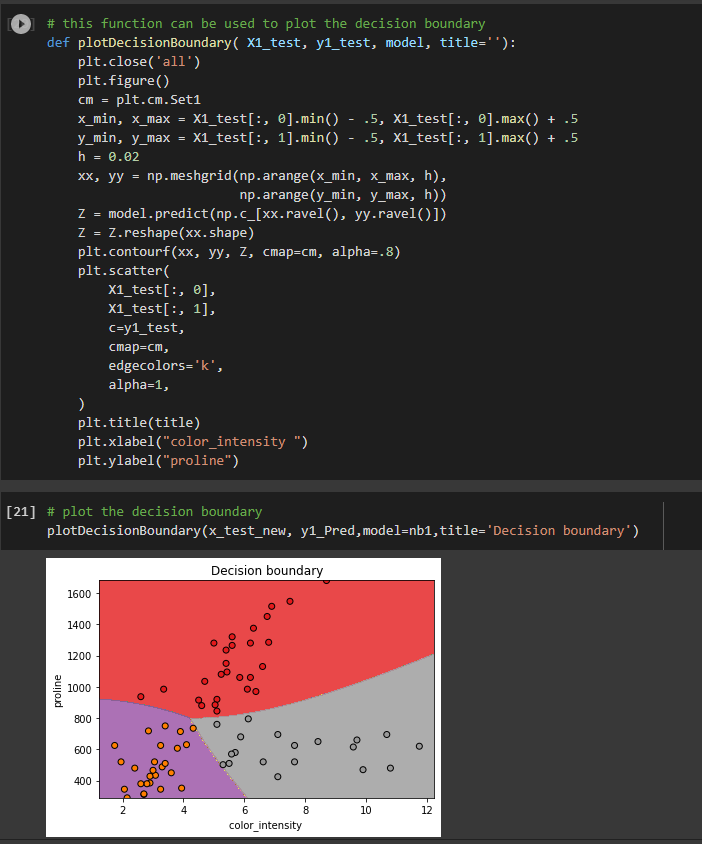 # this function can be used to plot the decision boundary
def plotDecisionBoundary( X1_test, y1_test, model, title=''):
    plt.close('all')
    plt.figure()
    cm = plt.cm.Set1
    x_min, x_max = X1_test[:, 0].min() - .5, X1_test[:, 0].max() + .5
    y_min, y_max = X1_test[:, 1].min() - .5, X1_test[:, 1].max() + .5
    h = 0.02
    xx, yy = np.meshgrid(np.arange(x_min, x_max, h),
                         np.arange(y_min, y_max, h))
    Z = model.predict(np.c_[xx.ravel(), yy.ravel()])
    Z = Z.reshape(xx.shape)
    plt.contourf(xx, yy, Z, cmap=cm, alpha=.8)
    plt.scatter(
        X1_test[:, 0],
        X1_test[:, 1],
        c=y1_test,
        cmap=cm,
        edgecolors='k',
        alpha=1,
    )
    plt.title(title)
    plt.xlabel("color_intensity ")
    plt.ylabel("proline")
[21] # plot the decision boundary
plotDecisionBoundary(x_test_new, y1_Pred,model=nb1,title='Decision boundary')
Decision boundary
1600
1400
1200
1000
800
600
400
proline
2 4 6 8 10 12
color_intensity